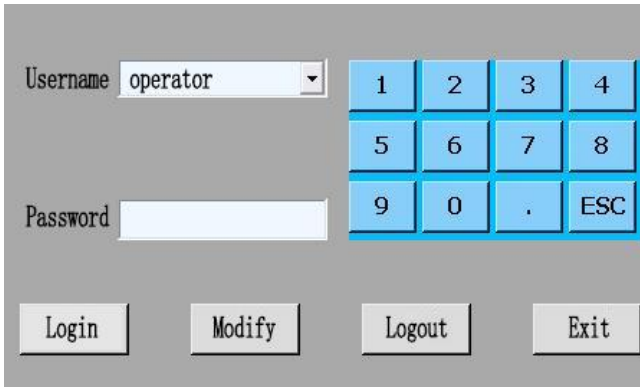 Username operator
1 2 3 4
5 6 7 8
Password
9 0 . ESC
Login Modify Logout Exit